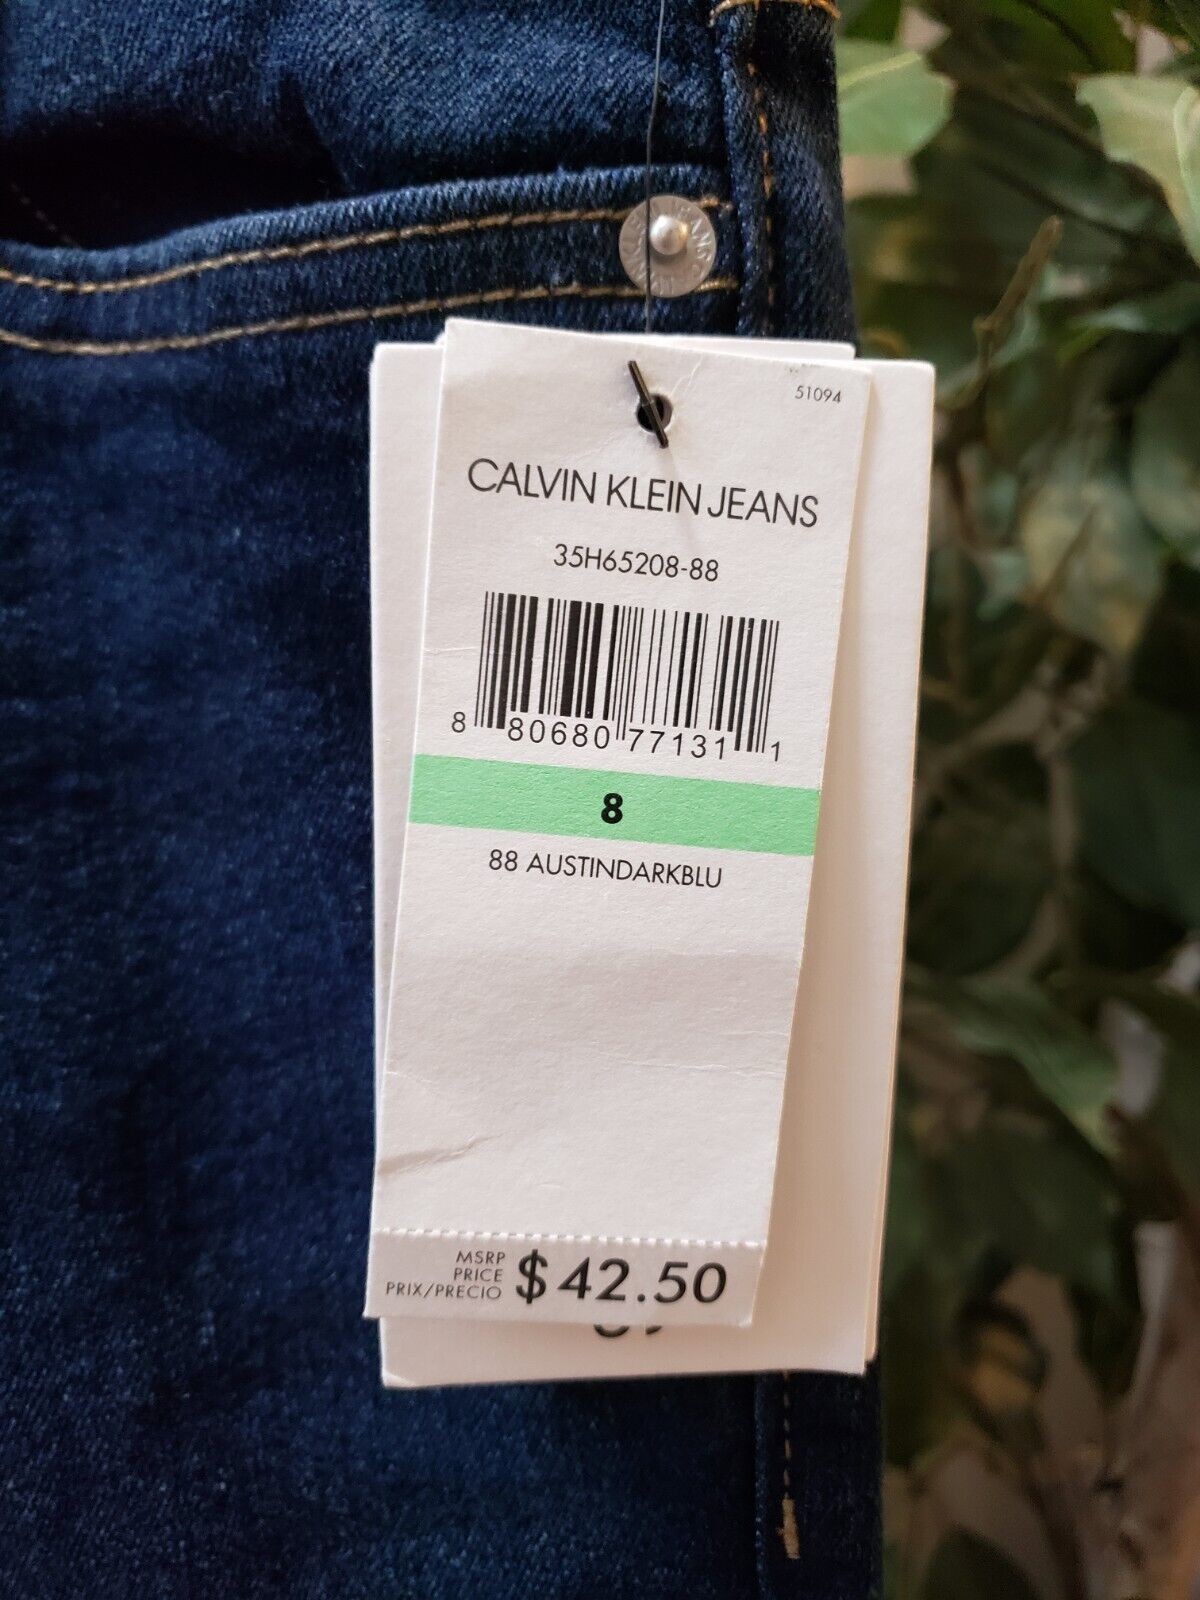 51094
CALVIN KLEIN JEANS
35H65208-88
8 80680 77131 1
8
88 AUSTINDARKBLU
MSRP
PRICE
PRIX/PRECIO
$42.50